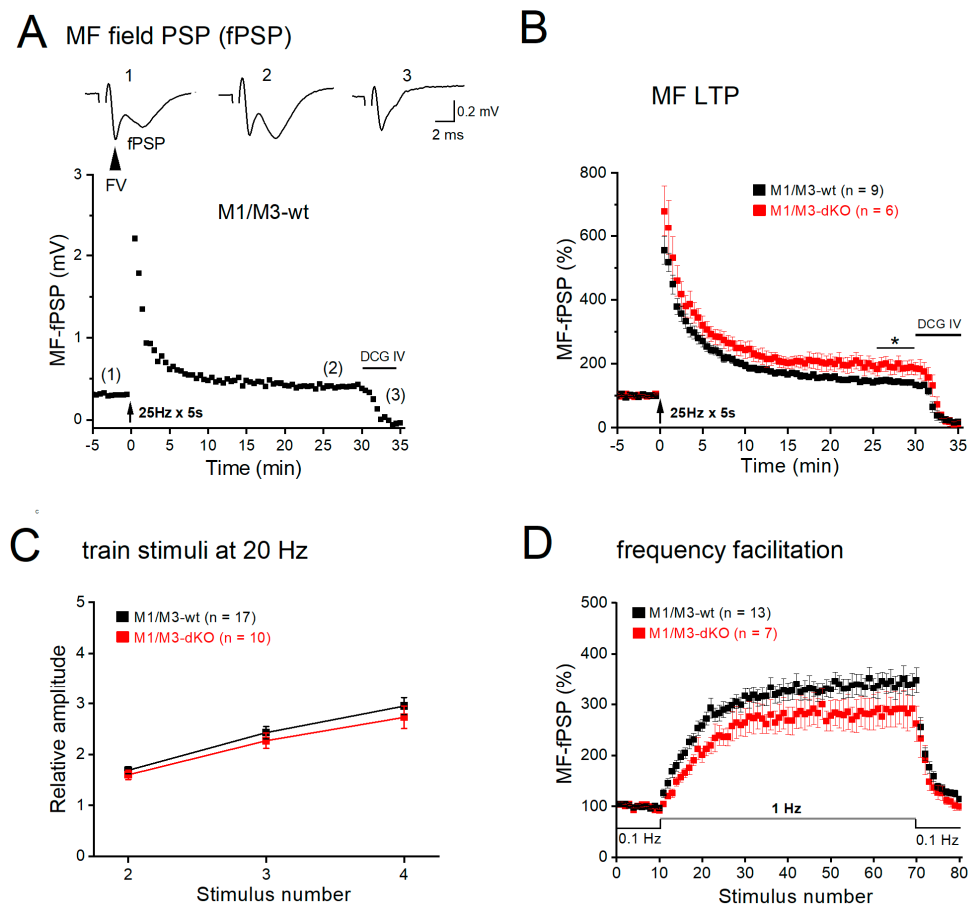 A MF field PSP (fPSP)
1 2 3
0.2 mV
2 ms
fPSP
FV
M1/M3-wt
MF-fPSP (mV)
3
2
1
0
(1)
(2)
(3)
DCG IV
25Hz x 5s
-5 0 5 10 15 20 25 30 35
Time (min)
B
MF LTP
M1/M3-wt (n = 9)
M1/M3-dKO (n = 6)
MF-fPSP (%)
800
600
400
200
0
*
DCG IV
25Hz x 5s
-5 0 5 10 15 20 25 30 35
Time (min)
C train stimuli at 20 Hz
M1/M3-wt (n = 17)
M1/M3-dKO (n = 10)
Relative amplitude
5
4
3
2
1
0
2 3 4
Stimulus number
D frequency facilitation
M1/M3-wt (n = 13)
M1/M3-dKO (n = 7)
MF-fPSP (%)
500
400
300
200
100
0
0.1 Hz
1 Hz
0.1 Hz
0 10 20 30 40 50 60 70 80
Stimulus number